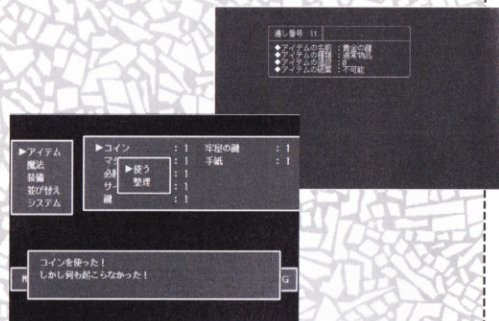 通し番号 11
◆アイテムの名前：黄金の鍵
◆アイテムの種類：通常物品
◆アイテムの値段：0
◆アイテムの破棄：不可能
▶アイテム
魔法
装備
並び替え
システム
▶コイン ：1 牢屋の鍵 ：1
：1 手紙 ：1
：1
：1
鍵 ：1
▶使う
整理
コインを使った！
しかし何も起こらなかった！
G